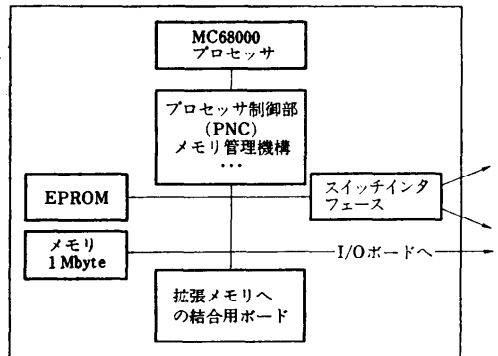 MC68000
プロセッサ
プロセッサ制御部
(PNC)
メモリ管理機構
...
EPROM
スイッチインタ
フェース
メモリ
1 Mbyte
I/Oボードへ
拡張メモリへ
の結合用ボード